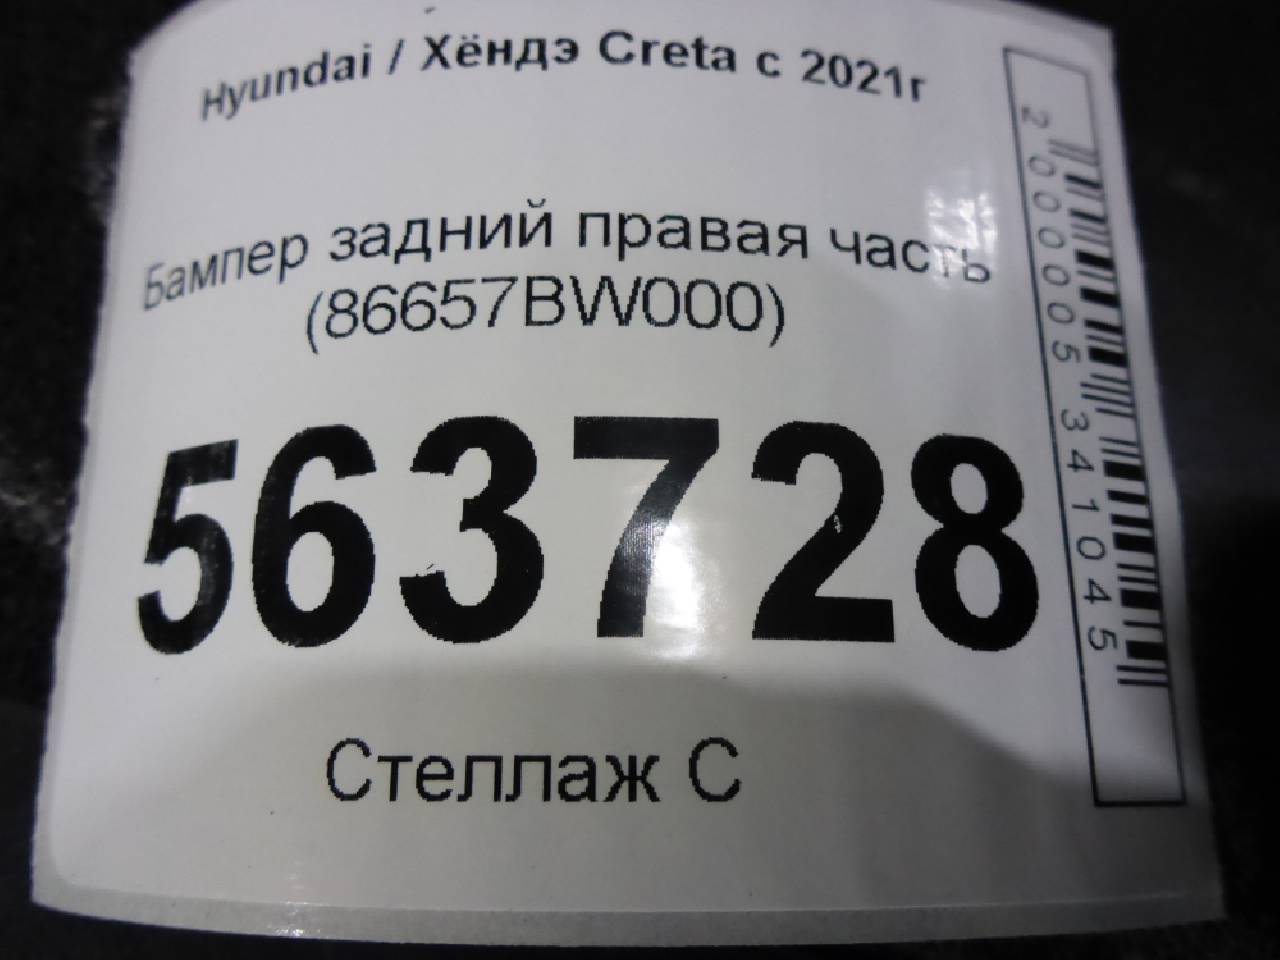 Hyundai / Хёндэ Creta с 2021г
Бампер задний правая часть
(86657BW000)
563728
Стеллаж С
2000005341045